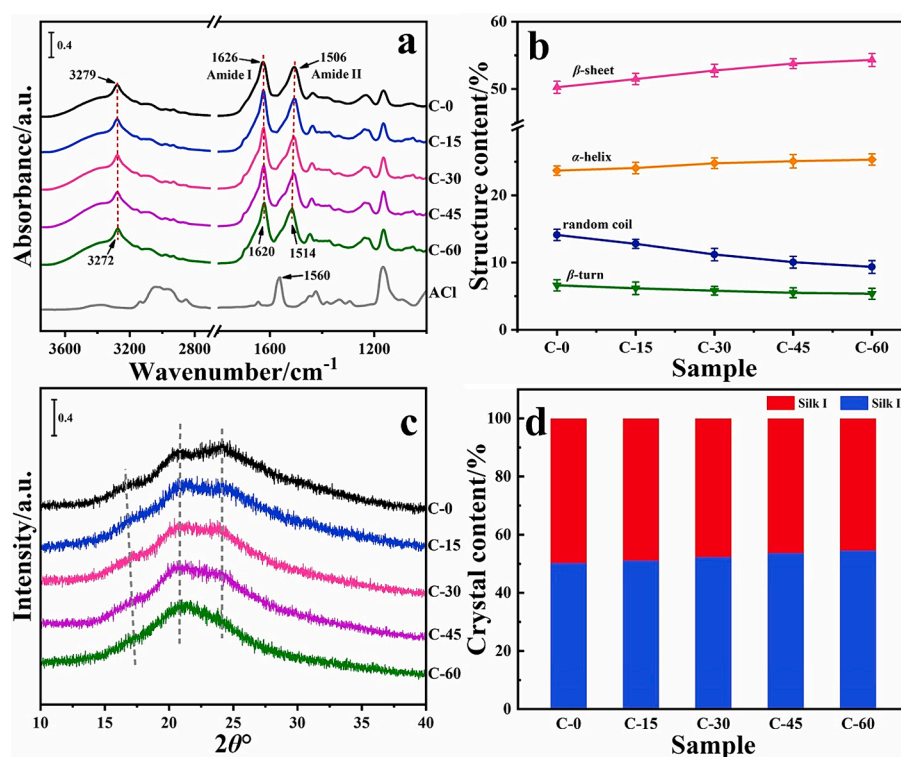 0.4
a
1626
Amide I
1506
Amide II
3279
C-0
C-15
C-30
C-45
C-60
3272
1620
1514
1560
ACl
Absorbance/a.u.
3600
3200
2800
1600
1200
Wavenumber/cm-1
b
60
50
20
10
0
β-sheet
α-helix
random coil
β-turn
Structure content/%
C-0
C-15
C-30
C-45
C-60
Sample
0.4
c
C-0
C-15
C-30
C-45
C-60
Intensity/a.u.
10
15
20
25
30
35
40
2θ°
Silk I
Silk I
d
100
80
60
40
20
0
Crystal content/%
C-0
C-15
C-30
C-45
C-60
Sample